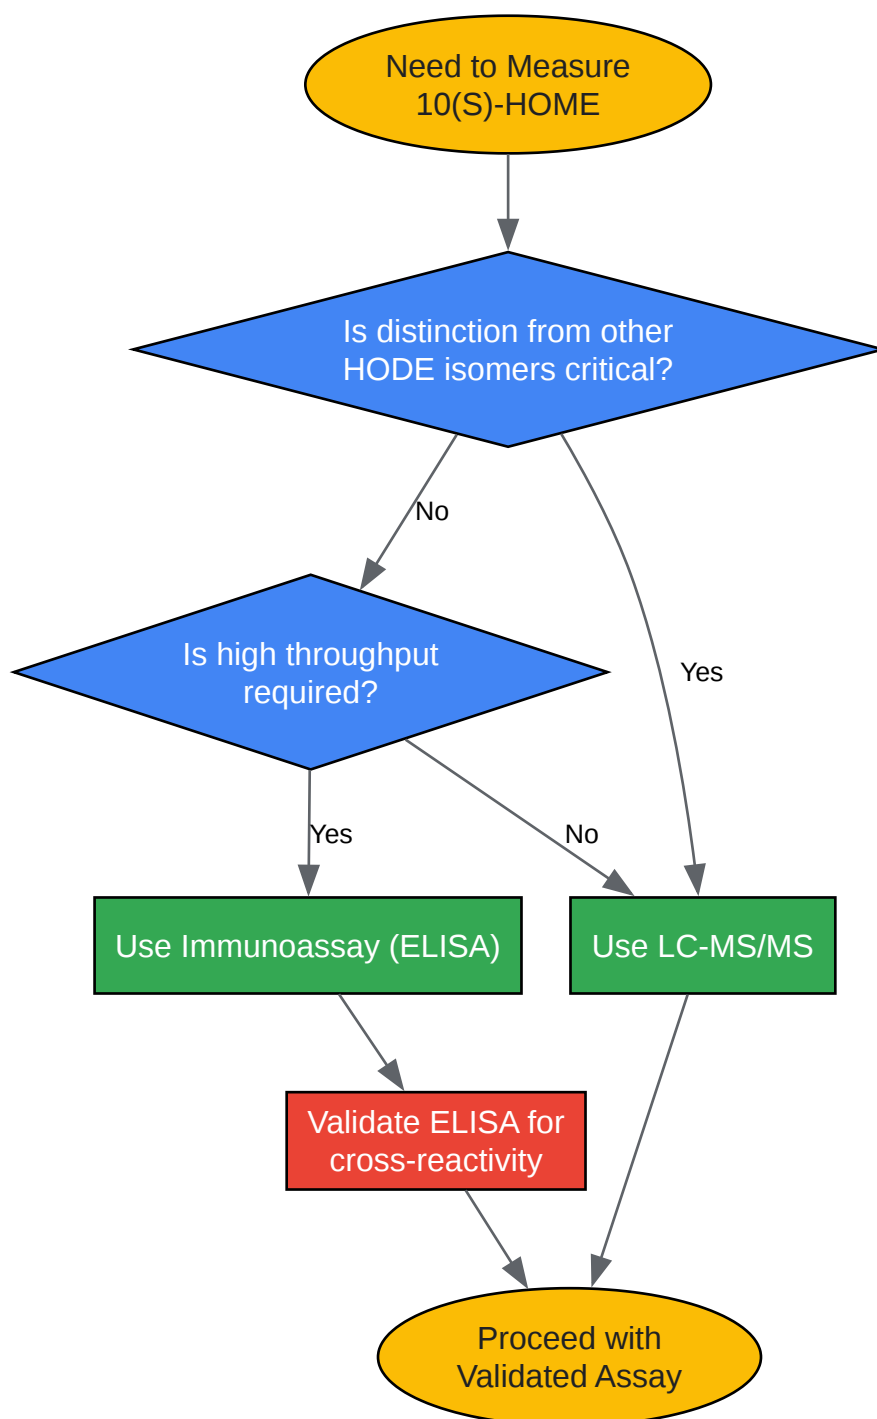 Need to Measure
10(S)-HOME
Is distinction from other
HODE isomers critical?
No
Is high throughput
required?
Yes
Yes
No
Use Immunoassay (ELISA)
Use LC-MS/MS
Validate ELISA for
cross-reactivity
Proceed with
Validated Assay